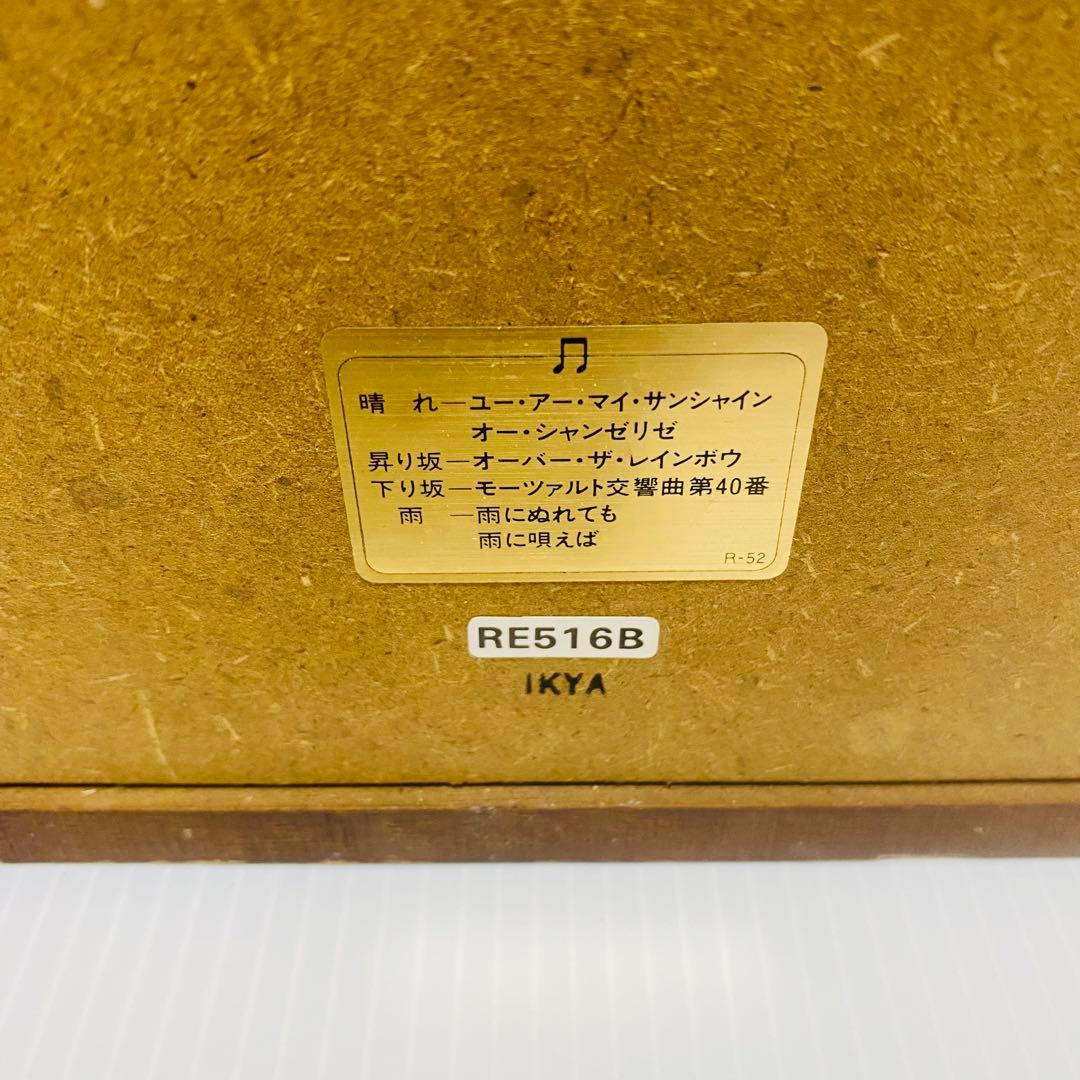 晴 れ―ユー・アー・マイ・サンシャイン
オー・シャンゼリゼ
昇り坂―オーバー・ザ・レインボウ
下り坂―モーツァルト交響曲第40番
雨 ―雨にぬれても
雨に唄えば
R-52
RE516B
IKYA